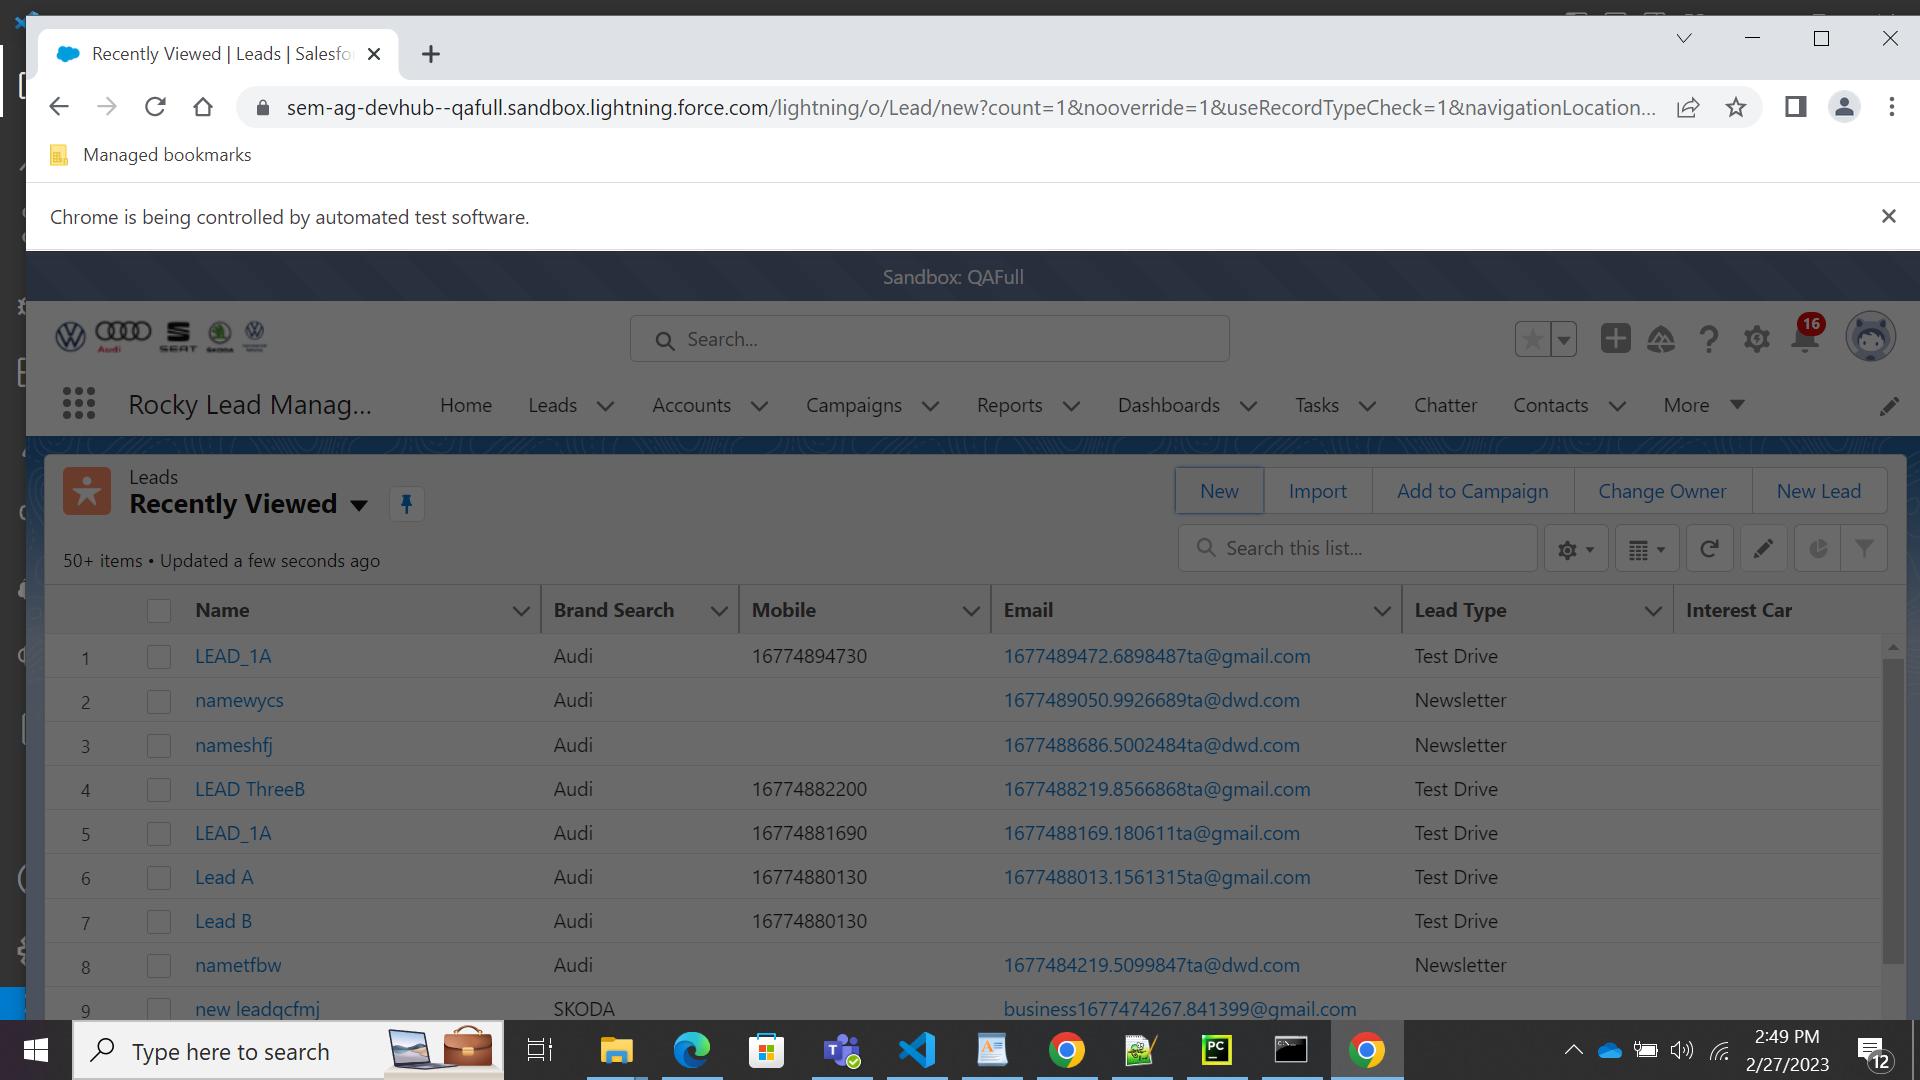 Recently Viewed | Leads | Salesfo
sem-ag-devhub--qafull.sandbox.lightning.force.com/lightning/o/Lead/new?count=1&nooverride=1&useRecordTypeCheck=1&navigationLocation...
Managed bookmarks
Chrome is being controlled by automated test software.
Sandbox: QAFull
Audi SEAT SKODA
Search...
16
Rocky Lead Manag...
Home Leads Accounts Campaigns Reports Dashboards Tasks Chatter Contacts More
Leads
Recently Viewed
New Import Add to Campaign Change Owner New Lead
50+ items • Updated a few seconds ago
Search this list...
Name Brand Search Mobile Email Lead Type Interest Car
1 LEAD_1A Audi 16774894730 1677489472.6898487ta@gmail.com Test Drive
2 namewycs Audi 1677489050.9926689ta@dwd.com Newsletter
3 nameshfj Audi 1677488686.5002484ta@dwd.com Newsletter
4 LEAD ThreeB Audi 16774882200 1677488219.8566868ta@gmail.com Test Drive
5 LEAD_1A Audi 16774881690 1677488169.180611ta@gmail.com Test Drive
6 Lead A Audi 16774880130 1677488013.1561315ta@gmail.com Test Drive
7 Lead B Audi 16774880130 Test Drive
8 nametfbw Audi 1677484219.5099847ta@dwd.com Newsletter
9 new leadqcfmj SKODA business1677474267.841399@gmail.com
Type here to search
2:49 PM
2/27/2023
12